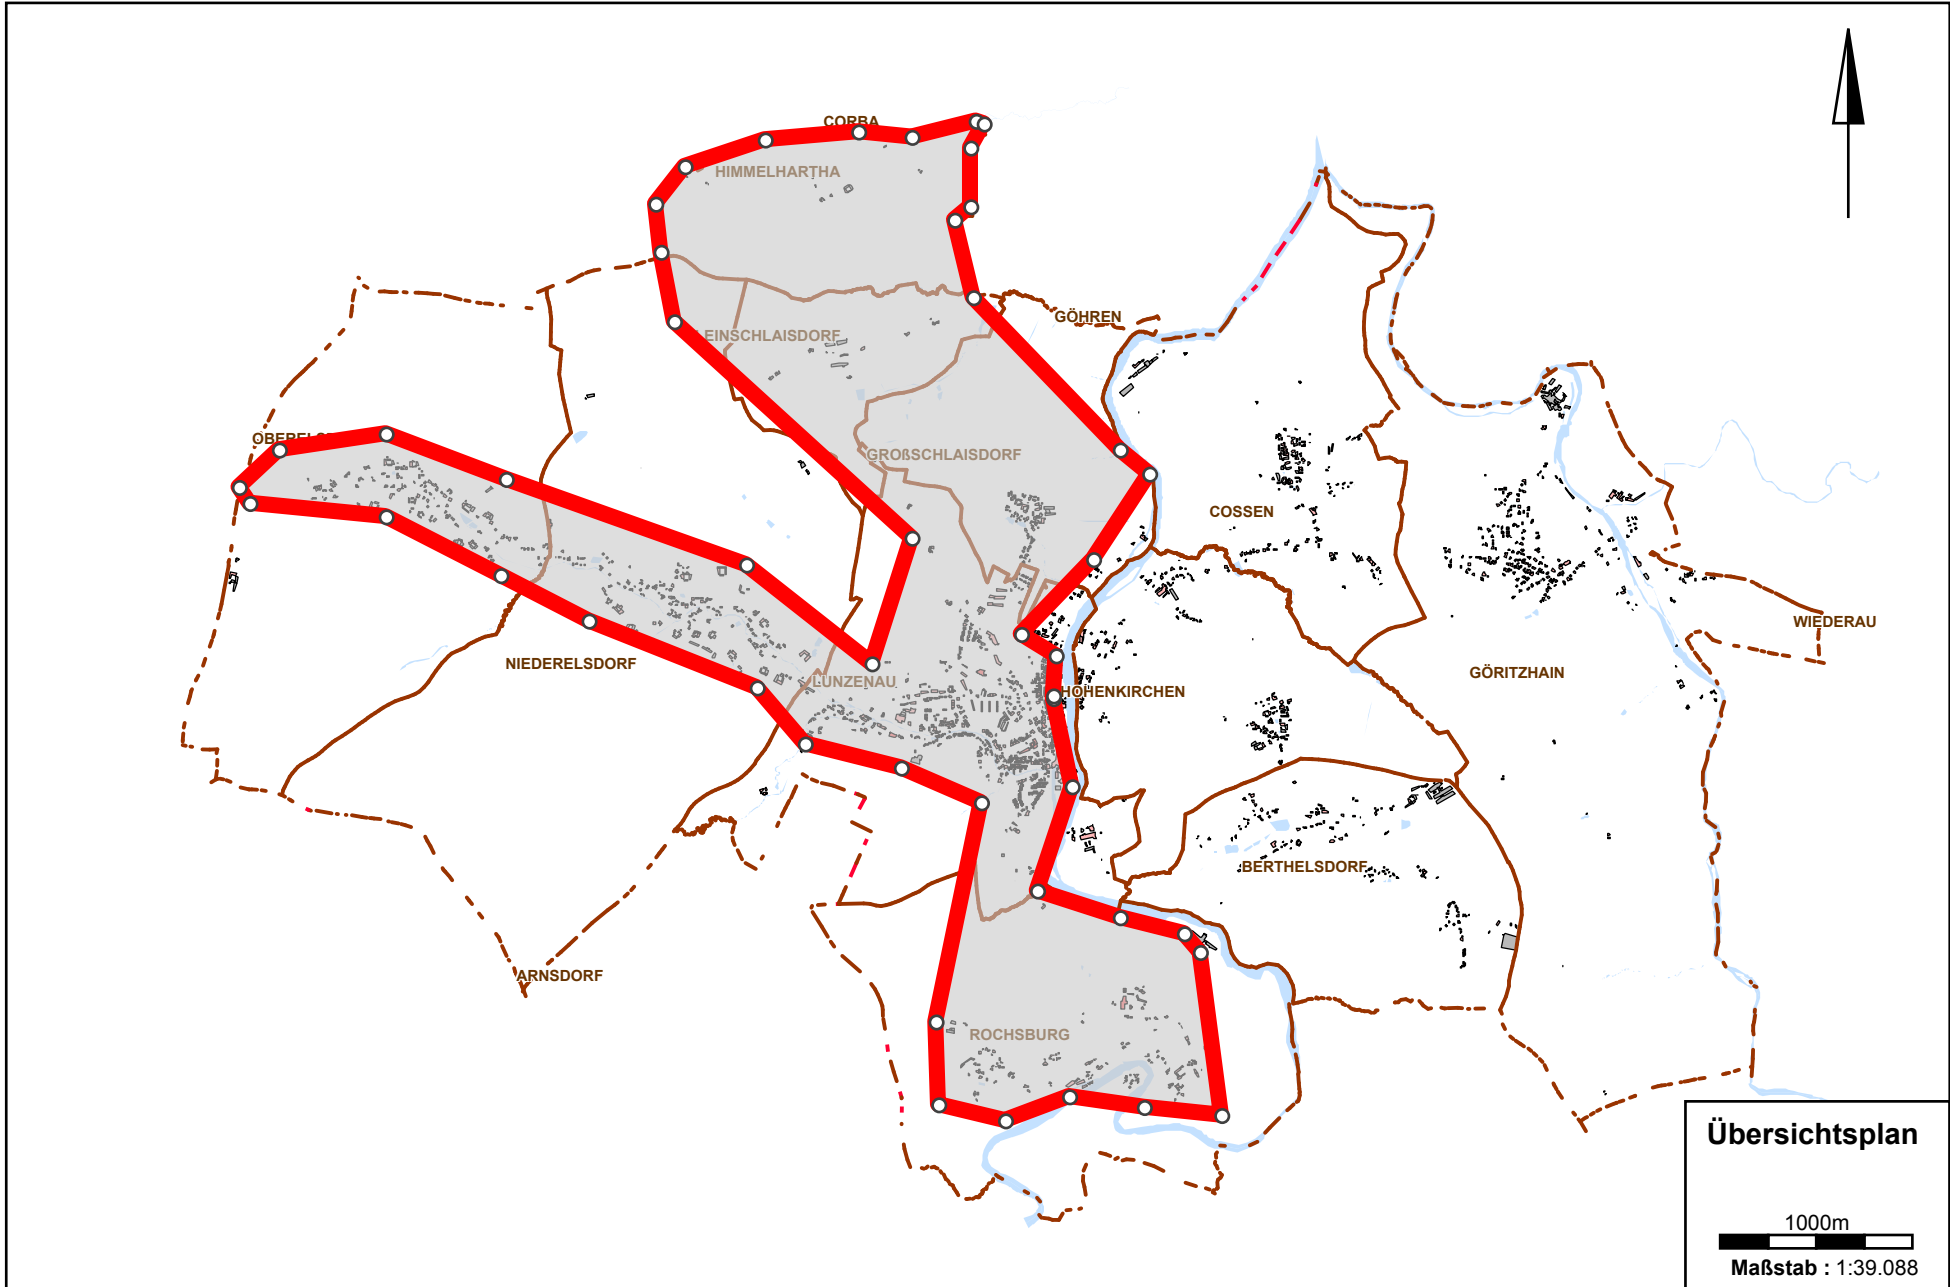 CORBA
HIMMELHARTHA
GÖHREN
EINSCHLAISDORF
GROßSCHLAISDORF
COSSEN
WIEDERAU
NIEDERELSDORF
GÖRITZHAIN
LUNZENAU
HOHENKIRCHEN
BERTHELSDORF
ARNSDORF
ROCHSBURG
Übersichtsplan
1000m
Maßstab : 1:39.088